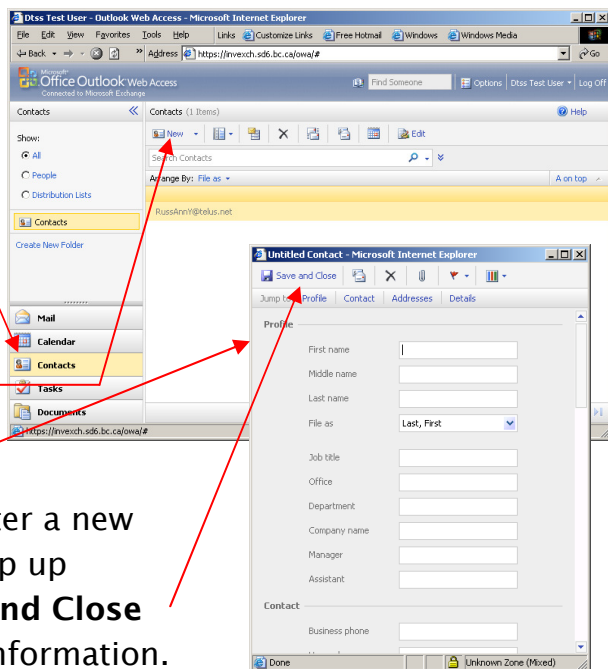 Dtss Test User - Outlook Web Access - Microsoft Internet Explorer
File Edit View Favorites Tools Help Links Customize Links Free Hotmail Windows Windows Media
Back » Address https://invexch.sd6.bc.ca/owa/# Go
Microsoft
Office Outlook Web Access
Connected to Microsoft Exchange
Find Someone Options Dtss Test User Log Off
Contacts « Contacts (1 Items) Help
Show:
All
People
Distribution Lists
Contacts
Create New Folder
New Edit
Search Contacts
Arrange By: File as A on top
RussAnnY@telus.net
Mail
Calendar
Contacts
Tasks
Documents
https://invexch.sd6.bc.ca/owa/#
Untitled Contact - Microsoft Internet Explorer
Save and Close
Jump to: Profile Contact Addresses Details
Profile
First name
Middle name
Last name
File as Last, First
Job title
Office
Department
Company name
Manager
Assistant
Contact
Business phone
Done Unknown Zone (Mixed)
ter a new
p up
nd Close
nformation.